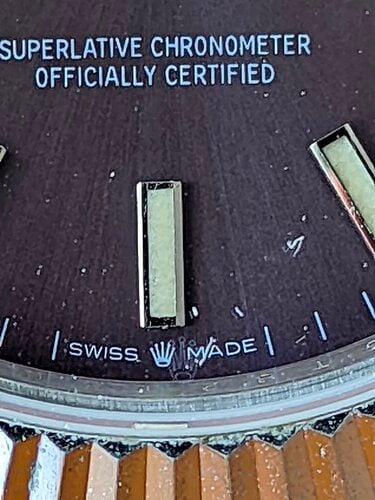 SUPERLATIVE CHRONOMETER
OFFICIALLY CERTIFIED
SWISS MADE